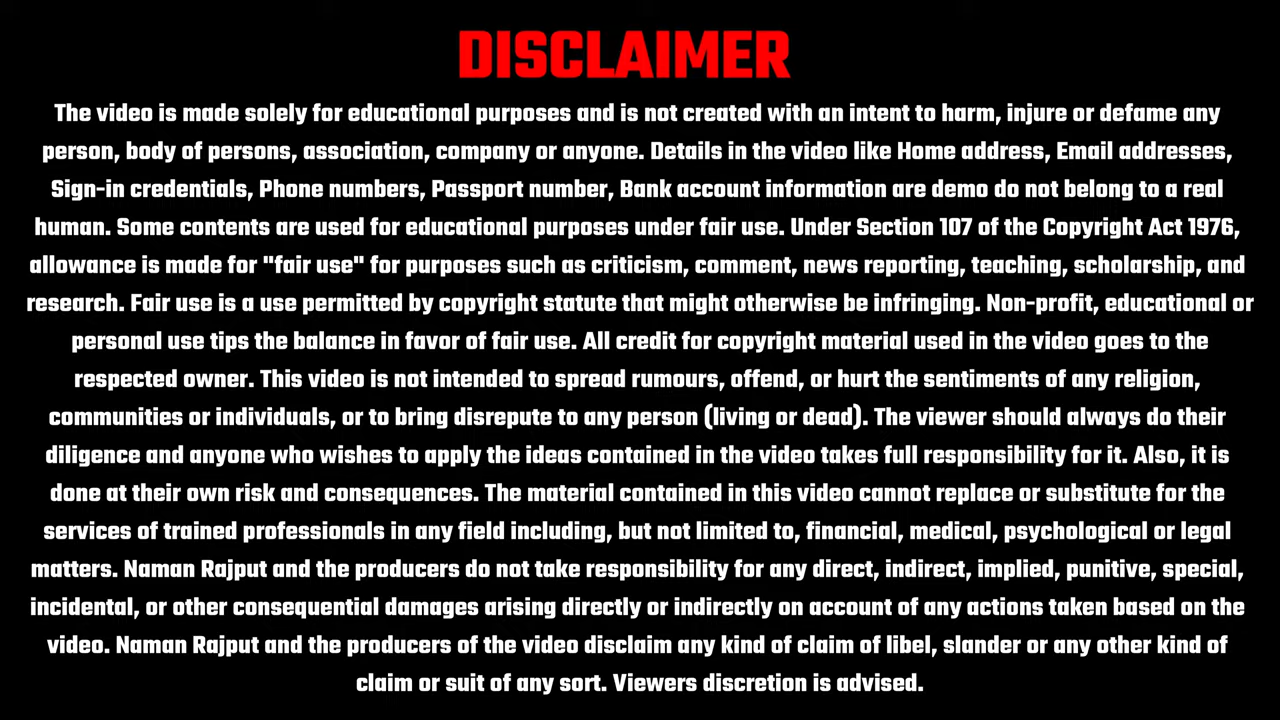 DISCLAIMER
The video is made solely for educational purposes and is not created with an intent to harm, injure or defame any
person, body of persons, association, company or anyone. Details in the video like Home address, Email addresses,
Sign-in credentials, Phone numbers, Passport number, Bank account information are demo do not belong to a real
human. Some contents are used for educational purposes under fair use. Under Section 107 of the Copyright Act 1976,
allowance is made for "fair use" for purposes such as criticism, comment, news reporting, teaching, scholarship, and
research. Fair use is a use permitted by copyright statute that might otherwise be infringing. Non-profit, educational or
personal use tips the balance in favor of fair use. All credit for copyright material used in the video goes to the
respected owner. This video is not intended to spread rumours, offend, or hurt the sentiments of any religion,
communities or individuals, or to bring disrepute to any person (living or dead). The viewer should always do their
diligence and anyone who wishes to apply the ideas contained in the video takes full responsibility for it. Also, it is
done at their own risk and consequences. The material contained in this video cannot replace or substitute for the
services of trained professionals in any field including, but not limited to, financial, medical, psychological or legal
matters. Naman Rajput and the producers do not take responsibility for any direct, indirect, implied, punitive, special,
incidental, or other consequential damages arising directly or indirectly on account of any actions taken based on the
video. Naman Rajput and the producers of the video disclaim any kind of claim of libel, slander or any other kind of
claim or suit of any sort. Viewers discretion is advised.